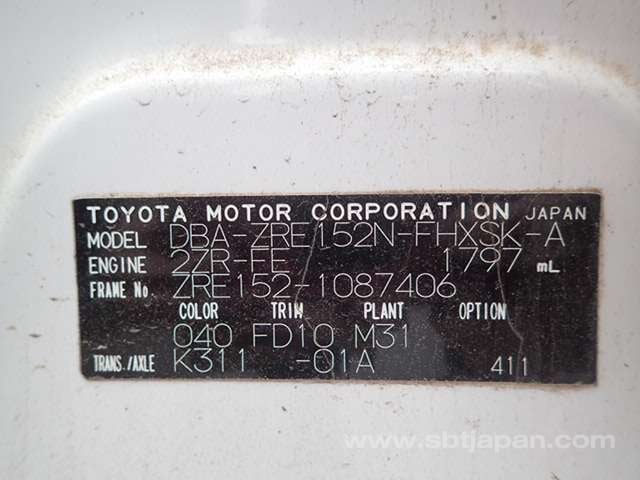 TOYOTA MOTOR CORPORATION JAPAN
MODEL DBA-ZRE152N-FHXSK-A
ENGINE 2ZR-FE 1797 mL
FRAME No. ZRE152-1087406
COLOR TRIM PLANT OPTION
040 FD10 M31
TRANS./AXLE K311 -01A 411
www.sbtjapan.com